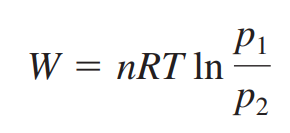 W = nRT ln p₁/p₂